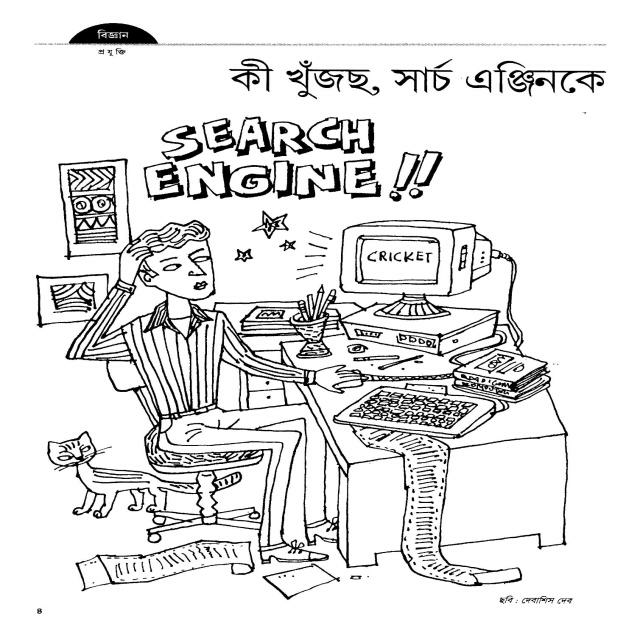 বিজ্ঞান
প্রযুক্তি
কী খুঁজছ, সার্চ এঞ্জিনকে
SEARCH
ENGINE!!
CRICKET
ছবি : দেবাশিস দেব
৪